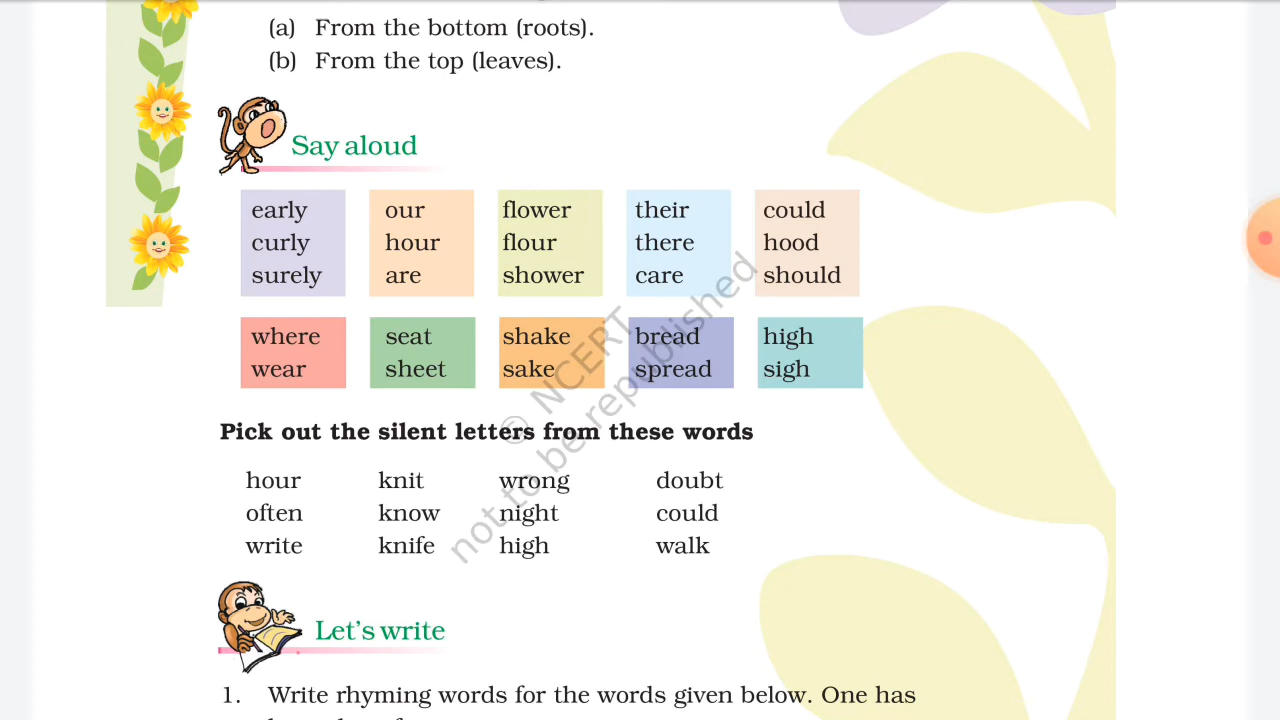 (a) From the bottom (roots).
(b) From the top (leaves).
Say aloud
early our flower their could
curly hour flour there hood
surely are shower care should
where seat shake bread high
wear sheet sake spread sigh
Pick out the silent letters from these words
hour knit wrong doubt
often know night could
write knife high walk
© NCERT
not to be republished
Let's write
1. Write rhyming words for the words given below. One has